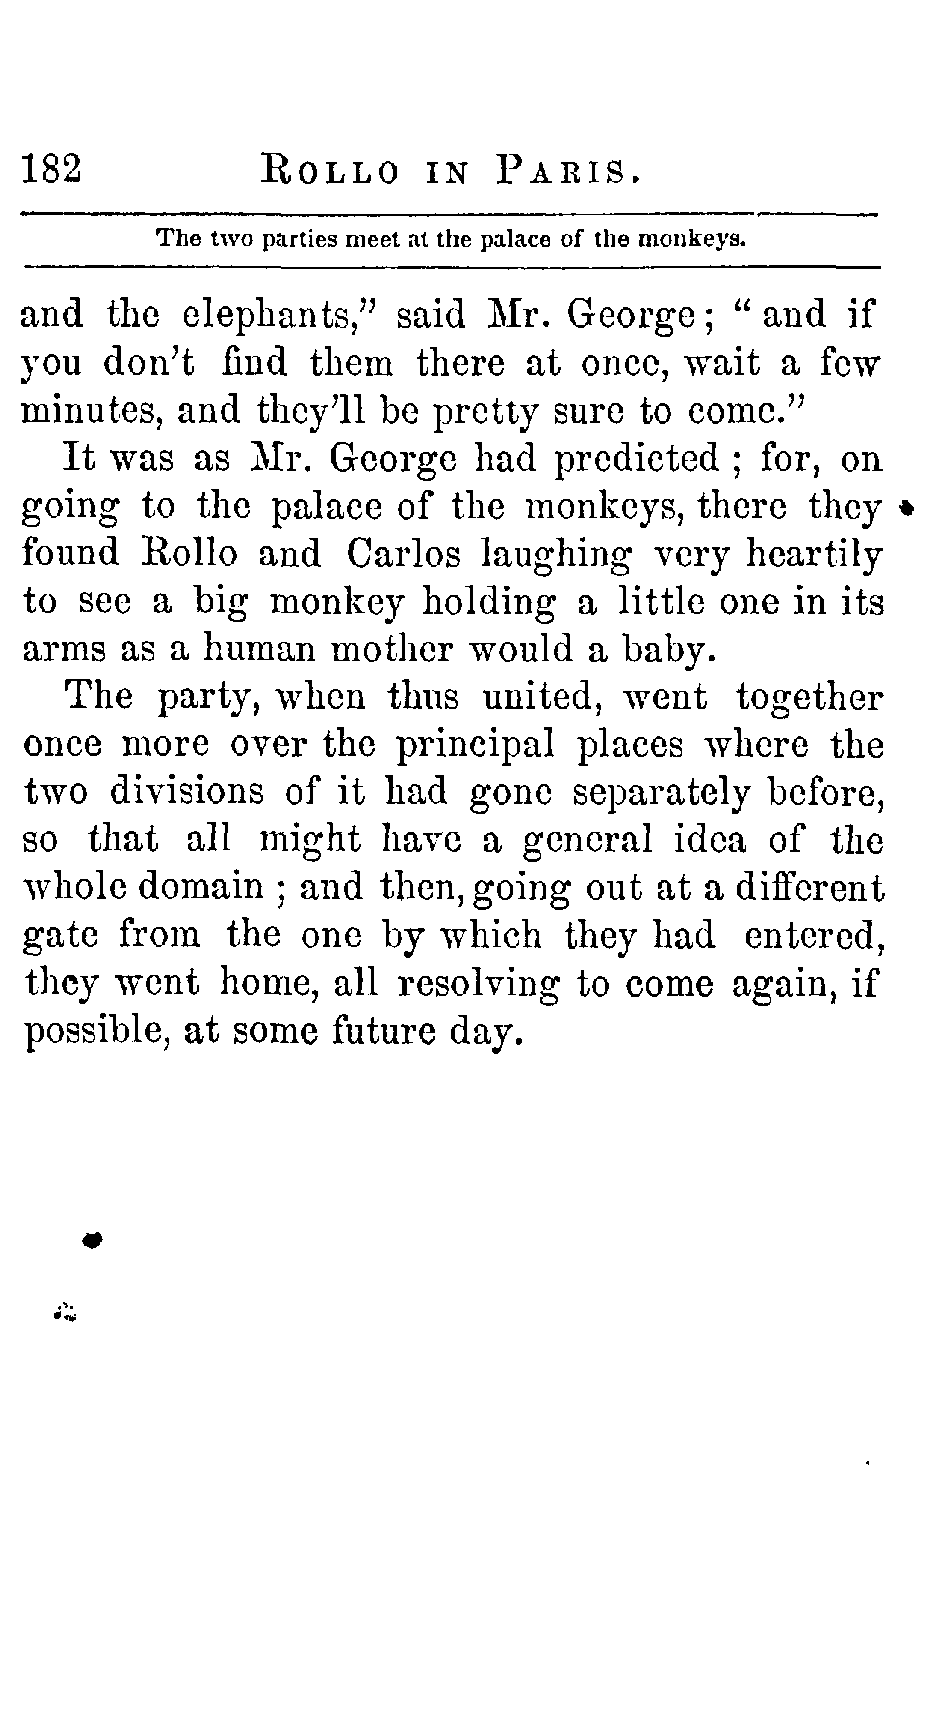 182 ROLLO IN PARIS.
The two parties meet at the palace of the monkeys.
and the elephants,” said Mr. George; “ and if
you don’t find them there at once, wait a few
minutes, and they’ll be pretty sure to come.”
It was as Mr. George had predicted ; for, on
going to the palace of the monkeys, there they
found Rollo and Carlos laughing very heartily
to see a big monkey holding a little one in its
arms as a human mother would a baby.
The party, when thus united, went together
once more over the principal places where the
two divisions of it had gone separately before,
so that all might have a general idea of the
whole domain ; and then, going out at a different
gate from the one by which they had entered,
they went home, all resolving to come again, if
possible, at some future day.